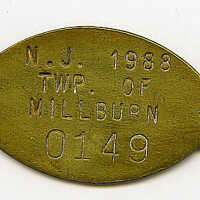 N.J. 1988
TWP. OF
MILLBURN
0149